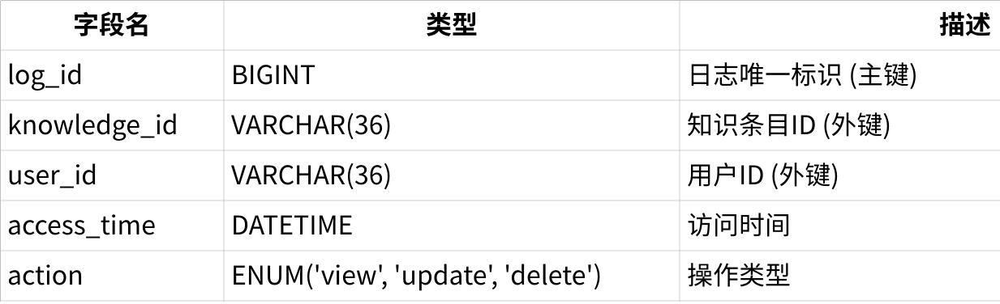 字段名 类型 描述
log_id BIGINT 日志唯一标识 (主键)
knowledge_id VARCHAR(36) 知识条目ID (外键)
user_id VARCHAR(36) 用户ID (外键)
access_time DATETIME 访问时间
action ENUM('view', 'update', 'delete') 操作类型